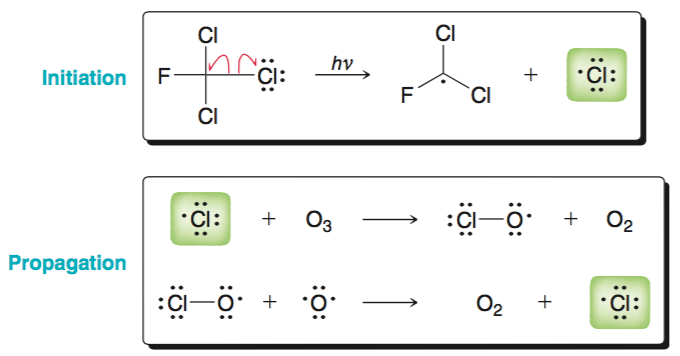 Initiation
Cl
F Cl
Cl
hν
Cl
F Cl
+ Cl
Propagation
Cl + O₃ Cl—O + O₂
Cl—O + O O₂ + Cl